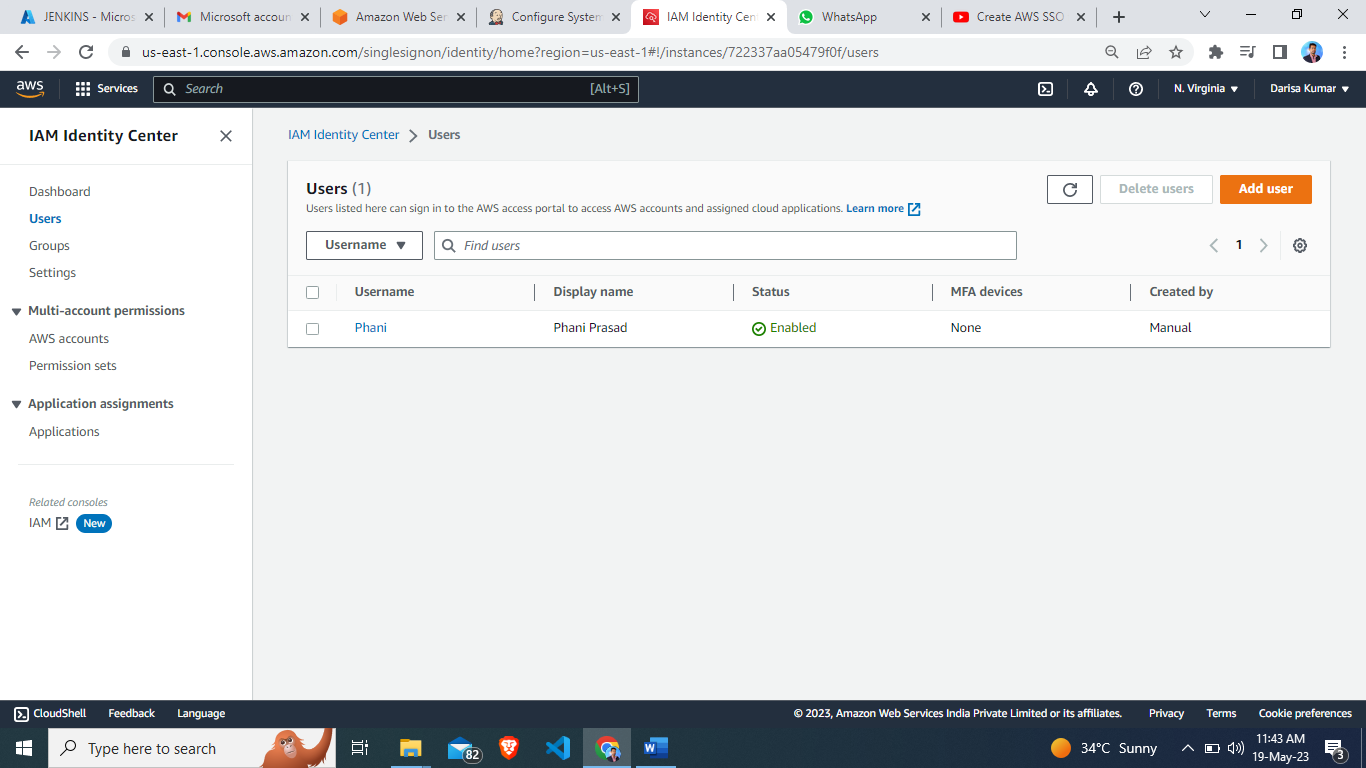 JENKINS - Micros
Microsoft accoun
Amazon Web Ser
Configure System
IAM Identity Cen
WhatsApp
Create AWS SSO
us-east-1.console.aws.amazon.com/singlesignon/identity/home?region=us-east-1#!/instances/722337aa05479f0f/users
aws
Services
Search
[Alt+S]
N. Virginia
Darisa Kumar
IAM Identity Center
Dashboard
Users
Groups
Settings
Multi-account permissions
AWS accounts
Permission sets
Application assignments
Applications
Related consoles
IAM New
IAM Identity Center Users
Users (1)
Users listed here can sign in to the AWS access portal to access AWS accounts and assigned cloud applications. Learn more
Delete users
Add user
Username
Find users
1
Username Display name Status MFA devices Created by
Phani Phani Prasad Enabled None Manual
CloudShell Feedback Language
© 2023, Amazon Web Services India Private Limited or its affiliates. Privacy Terms Cookie preferences
Type here to search
82
34°C Sunny
11:43 AM
19-May-23
3